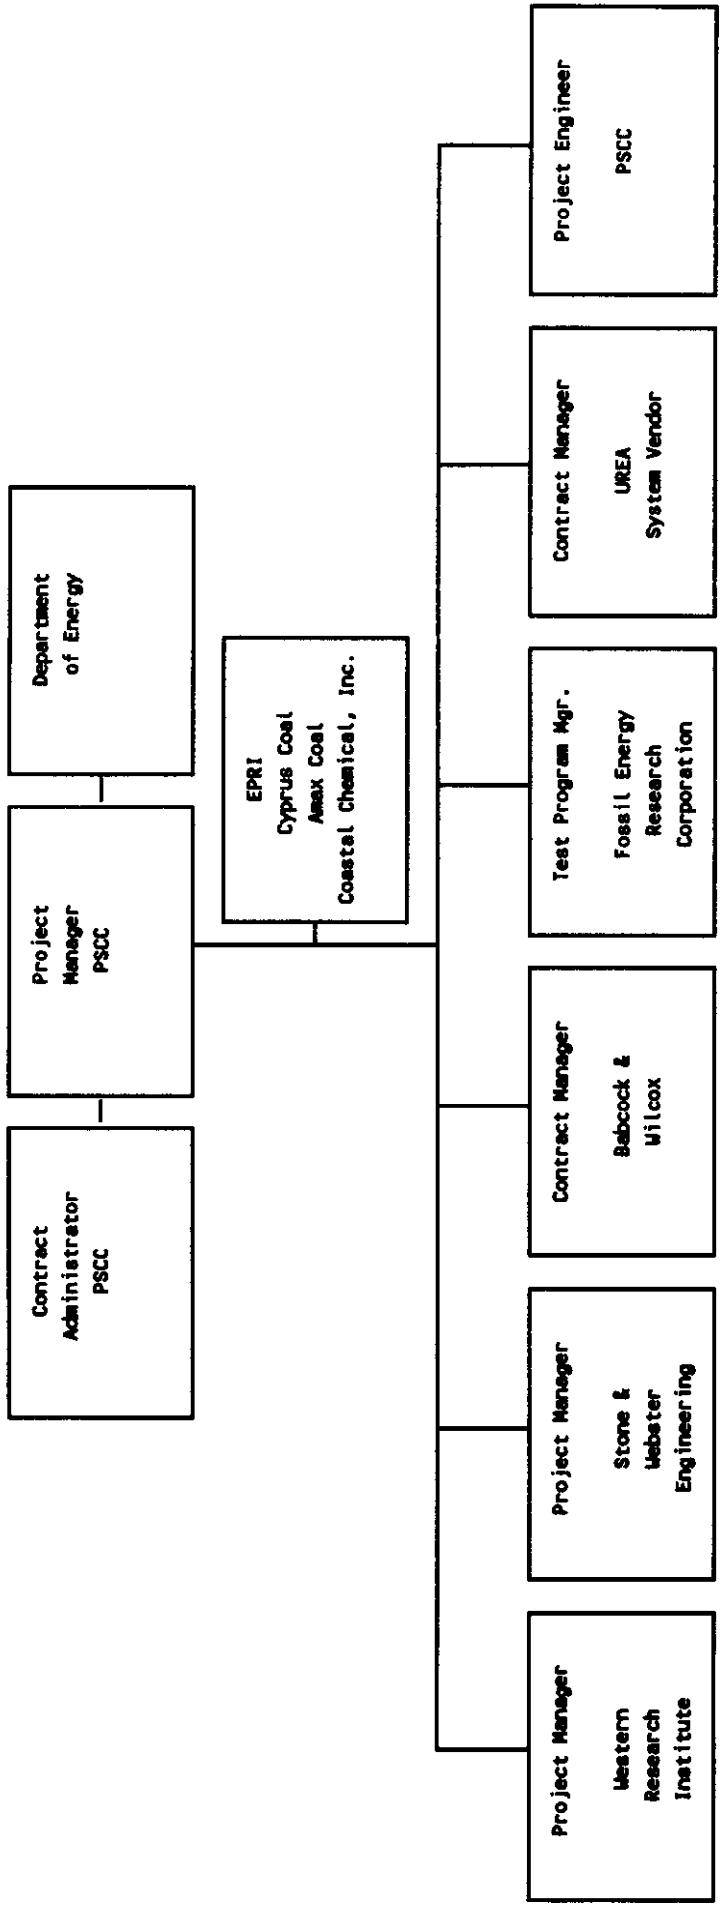 Contract
Administrator
PSCC
Project
Manager
PSCC
Department
of Energy
EPRI
Cyprus Coal
Amax Coal
Coastal Chemical, Inc.
Project Manager
Western
Research
Institute
Project Manager
Stone &
Webster
Engineering
Contract Manager
Babcock &
Wilcox
Test Program Mgr.
Fossil Energy
Research
Corporation
Contract Manager
UREA
System Vendor
Project Engineer
PSCC